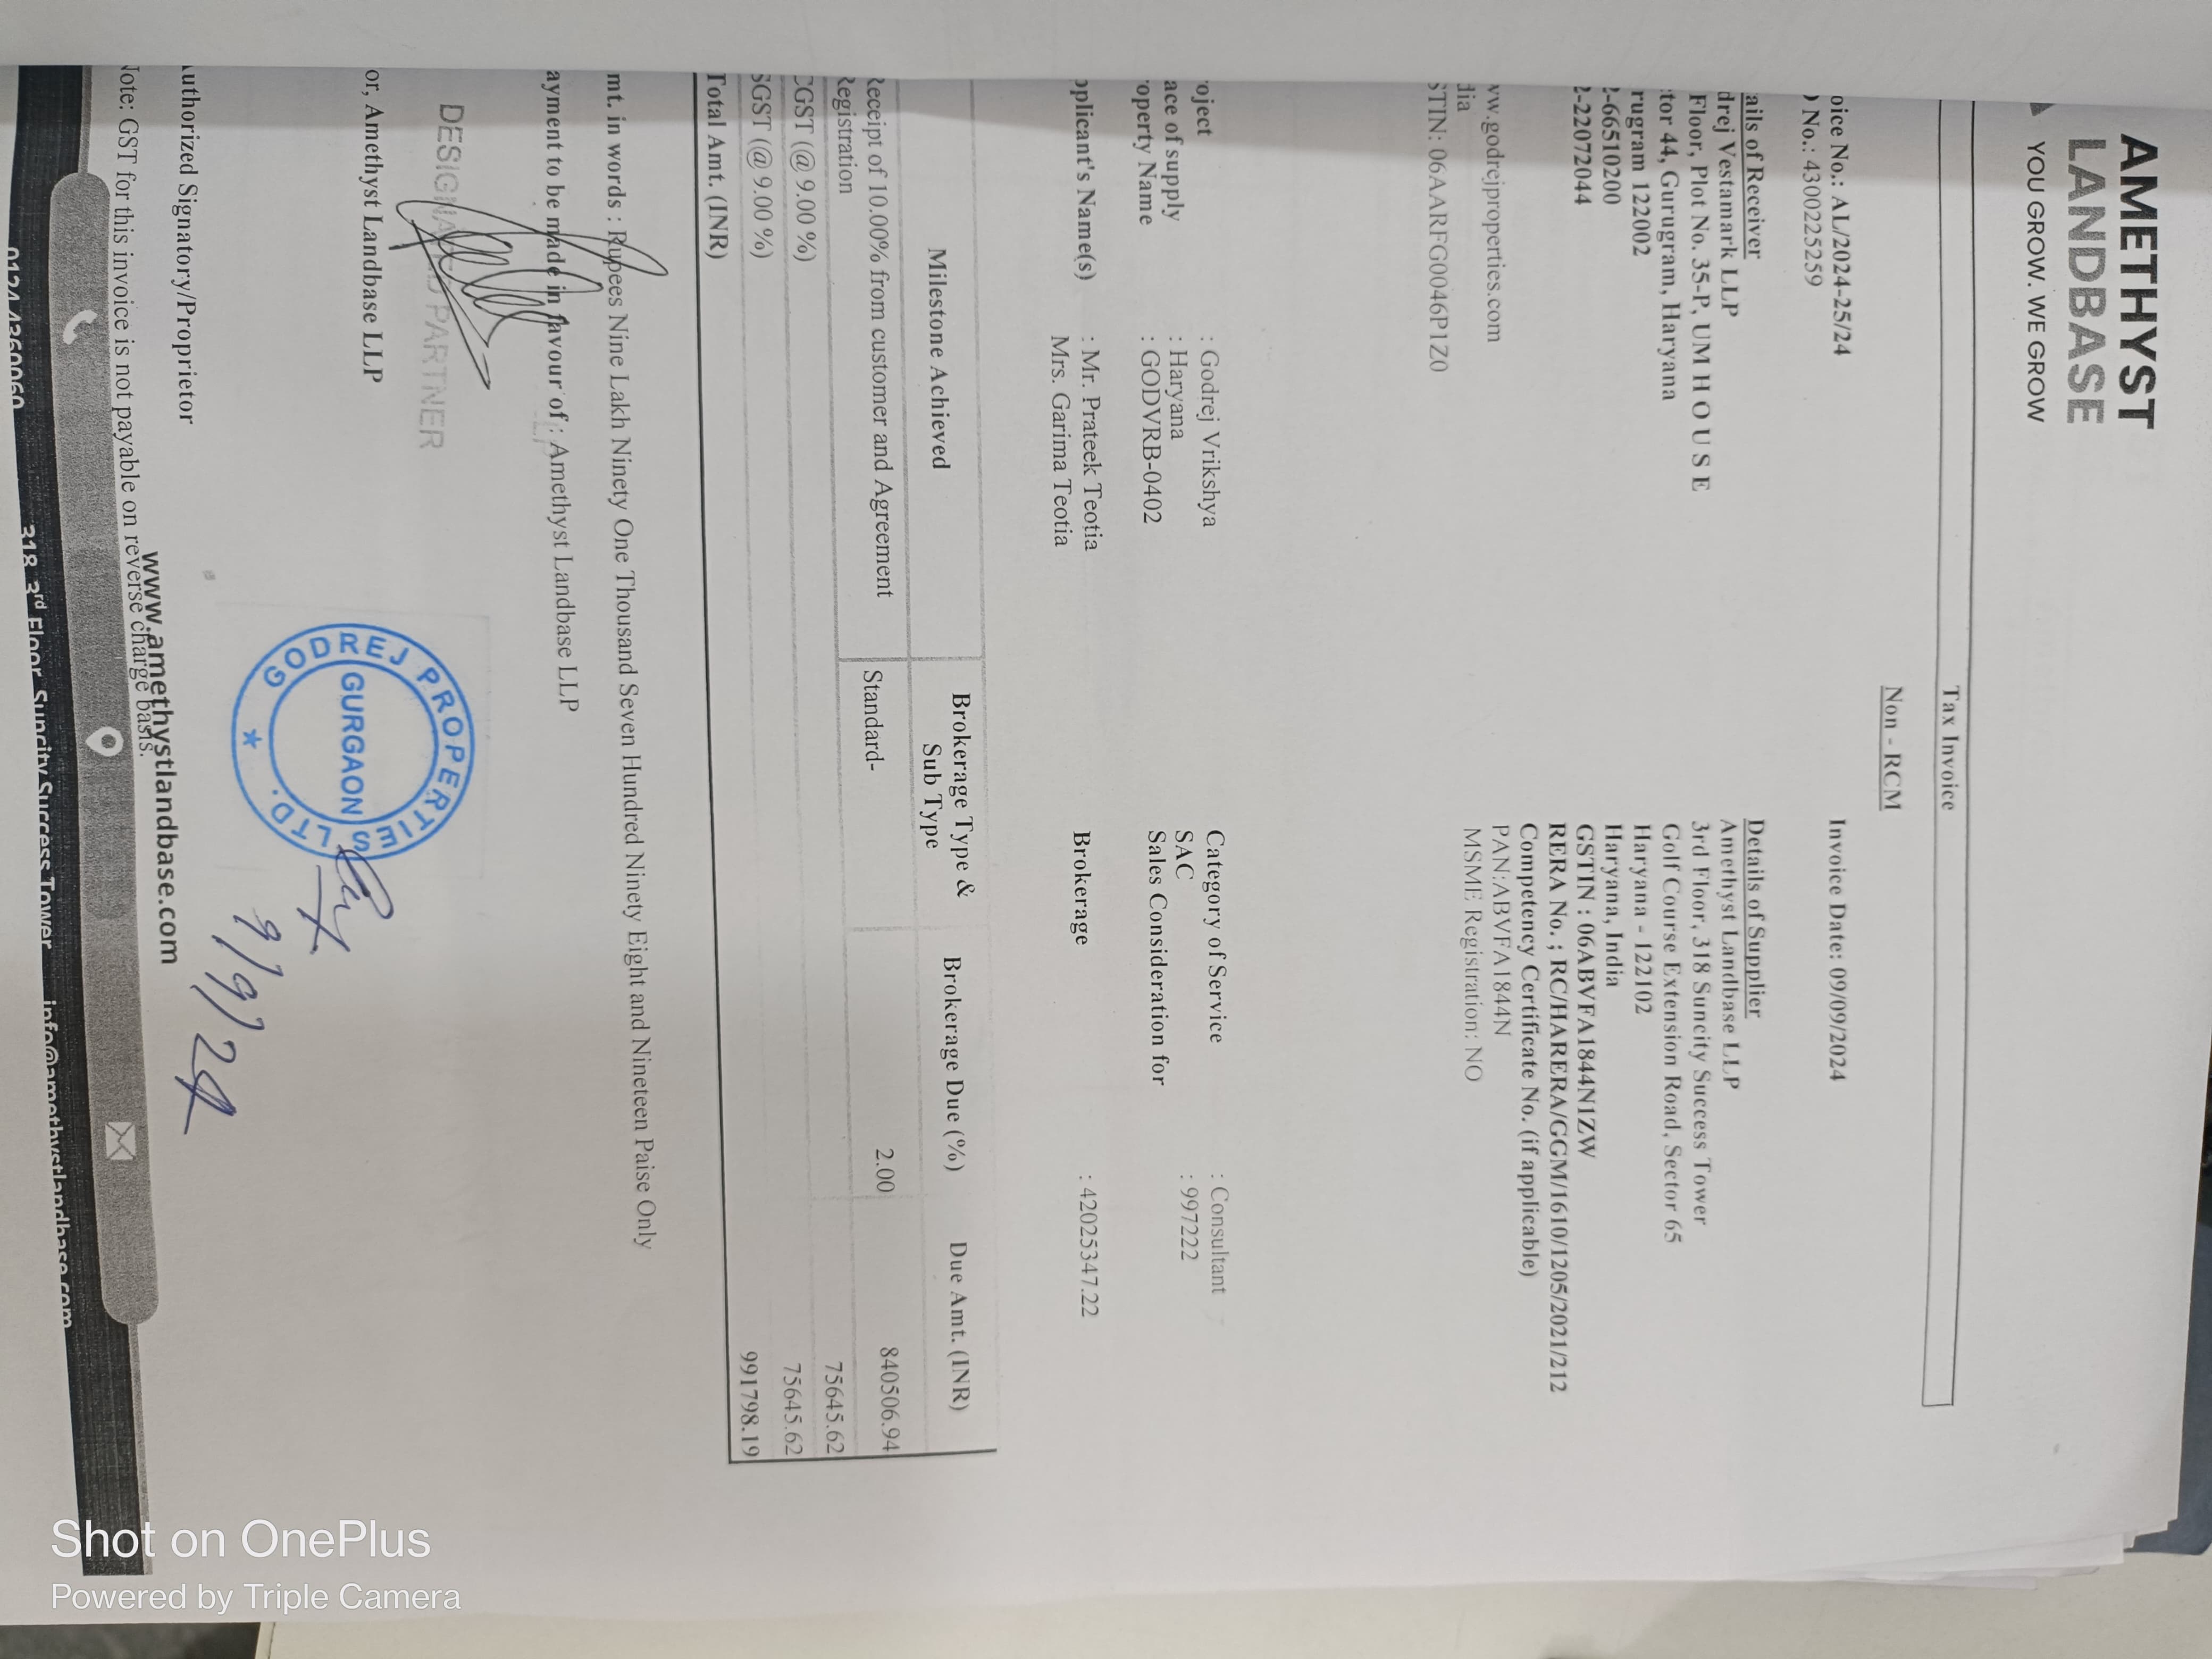 AMETHYST
LANDBASE
YOU GROW. WE GROW
Tax Invoice
Non - RCM
oice No.: AL/2024-25/24
No.: 4300225259
Invoice Date: 09/09/2024
ails of Receiver
drej Vestamark LLP
Floor, Plot No. 35-P, UM H O U S E
tor 44, Gurugram, Haryana
rugram 122002
2-66510200
2-22072044
ww.godrejproperties.com
dia
STIN: 06AARFG0046P1Z0
Details of Supplier
Amethyst Landbase LLP
3rd Floor, 318 Suncity Success Tower
Golf Course Extension Road, Sector 65
Haryana - 122102
Haryana, India
GSTIN : 06ABVFA1844N1ZW
RERA No. ; RC/HARERA/GGM/1610/1205/2021/212
Competency Certificate No. (if applicable)
PAN:ABVFA1844N
MSME Registration: NO
roject : Godrej Vrikshya
ace of supply : Haryana
roperty Name : GODVRB-0402
pplicant's Name(s) : Mr. Prateek Teotia
Mrs. Garima Teotia
Category of Service : Consultant
SAC : 997222
Sales Consideration for
Brokerage : 42025347.22
Milestone Achieved Brokerage Type & Sub Type Brokerage Due (%) Due Amt. (INR)
Receipt of 10.00% from customer and Agreement Standard- 2.00 840506.94
Registration
CGST (@ 9.00 %) 75645.62
SGST (@ 9.00 %) 75645.62
Total Amt. (INR) 991798.19
mt. in words : Rupees Nine Lakh Ninety One Thousand Seven Hundred Ninety Eight and Nineteen Paise Only
ayment to be made in favour of : Amethyst Landbase LLP
DESIGNATED PARTNER
or, Amethyst Landbase LLP
GODREJ PROPERTIES LTD.
GURGAON
9/9/24
uthorized Signatory/Proprietor
www.amethystlandbase.com
Note: GST for this invoice is not payable on reverse charge basis.
0124 4360060
318, 3rd Floor, Suncity Success Tower
info@amethystlandbase.com
Shot on OnePlus
Powered by Triple Camera